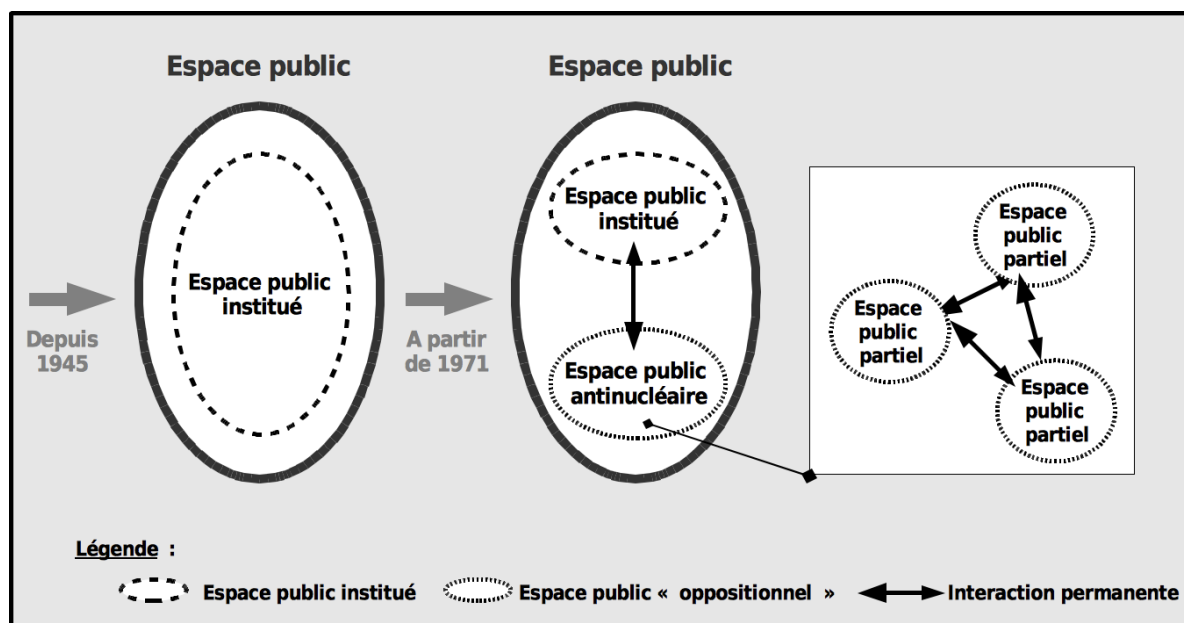 Espace public
Espace public
Depuis
1945
Espace public
institué
A partir
de 1971
Espace public
institué
Espace public
antinucléaire
Espace
public
partiel
Espace
public
partiel
Espace
public
partiel
Légende :
Espace public institué
Espace public « oppositionnel »
Interaction permanente